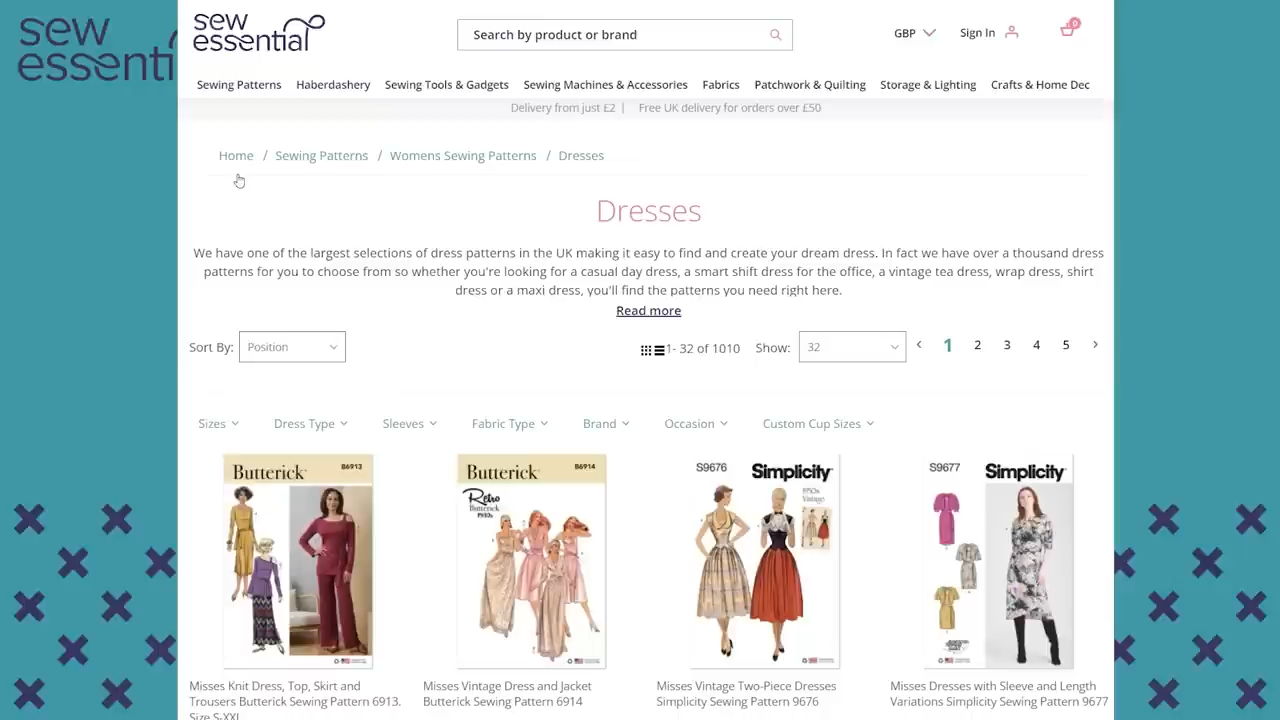 sew
essenti
sew
essential
Search by product or brand
GBP
Sign In
0
Sewing Patterns
Haberdashery
Sewing Tools & Gadgets
Sewing Machines & Accessories
Fabrics
Patchwork & Quilting
Storage & Lighting
Crafts & Home Dec
Delivery from just £2 | Free UK delivery for orders over £50
Home / Sewing Patterns / Womens Sewing Patterns / Dresses
Dresses
We have one of the largest selections of dress patterns in the UK making it easy to find and create your dream dress. In fact we have over a thousand dress
patterns for you to choose from so whether you're looking for a casual day dress, a smart shift dress for the office, a vintage tea dress, wrap dress, shirt
dress or a maxi dress, you'll find the patterns you need right here.
Read more
Sort By: Position
1- 32 of 1010
Show: 32
1 2 3 4 5
Sizes
Dress Type
Sleeves
Fabric Type
Brand
Occasion
Custom Cup Sizes
Butterick B6913
Butterick B6914
Retro
Butterick
S9676 Simplicity
Vintage
S9677 Simplicity
Misses Knit Dress, Top, Skirt and
Trousers Butterick Sewing Pattern 6913.
Size S-XXL
Misses Vintage Dress and Jacket
Butterick Sewing Pattern 6914
Misses Vintage Two-Piece Dresses
Simplicity Sewing Pattern 9676
Misses Dresses with Sleeve and Length
Variations Simplicity Sewing Pattern 9677